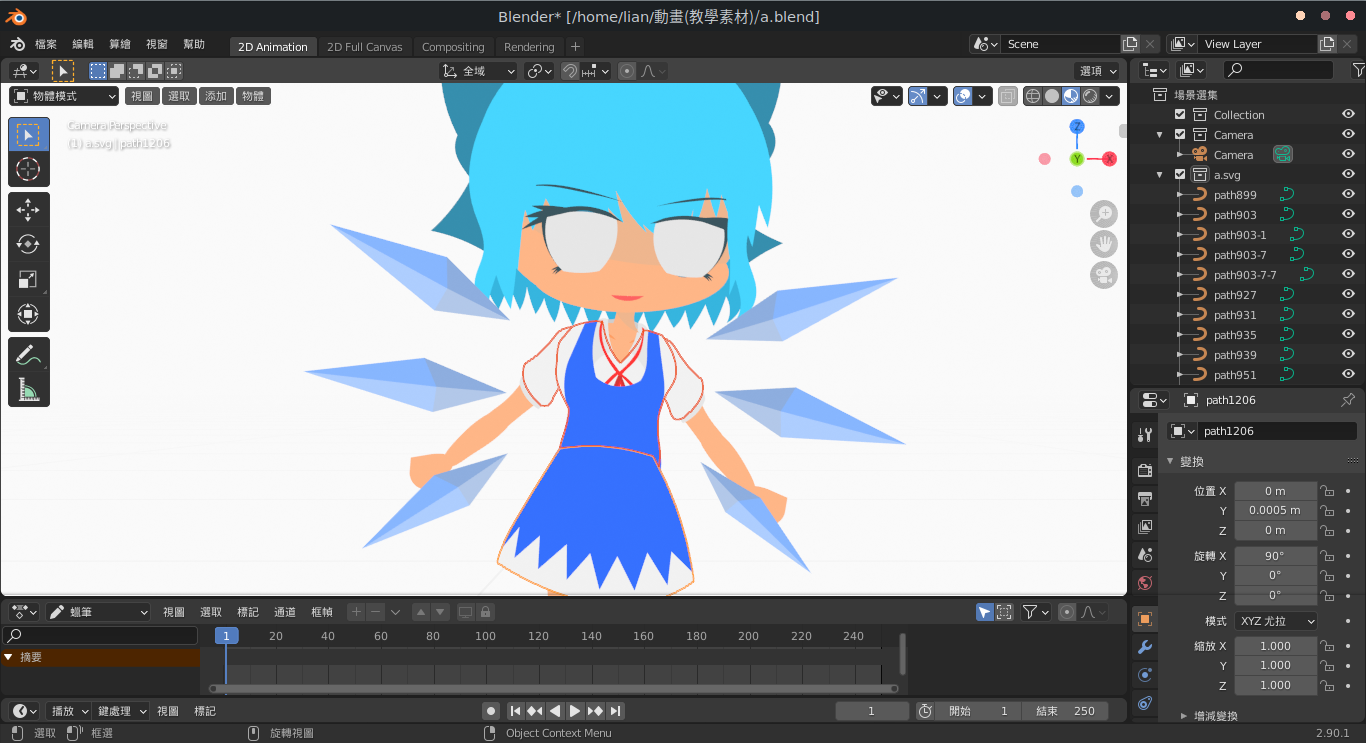 Blender* [/home/lian/動畫(教學素材)/a.blend]
檔案 編輯 算繪 視窗 幫助 2D Animation 2D Full Canvas Compositing Rendering + Scene View Layer
全域 選項
物體模式 視圖 選取 添加 物體
Camera Perspective
(1) a.svg | path1206
Z
Y X
場景選集
Collection
Camera
Camera
a.svg
path899
path903
path903-1
path903-7
path903-7-7
path927
path931
path935
path939
path951
path1206
path1206
變換
位置 X 0 m
Y 0.0005 m
Z 0 m
旋轉 X 90°
Y 0°
Z 0°
模式 XYZ 尤拉
縮放 X 1.000
Y 1.000
Z 1.000
增減變換
蠟筆 視圖 選取 標記 通道 框幀
1 20 40 60 80 100 120 140 160 180 200 220 240
摘要
播放 鍵處理 視圖 標記 1 開始 1 結束 250
選取 框選 旋轉視圖 Object Context Menu 2.90.1